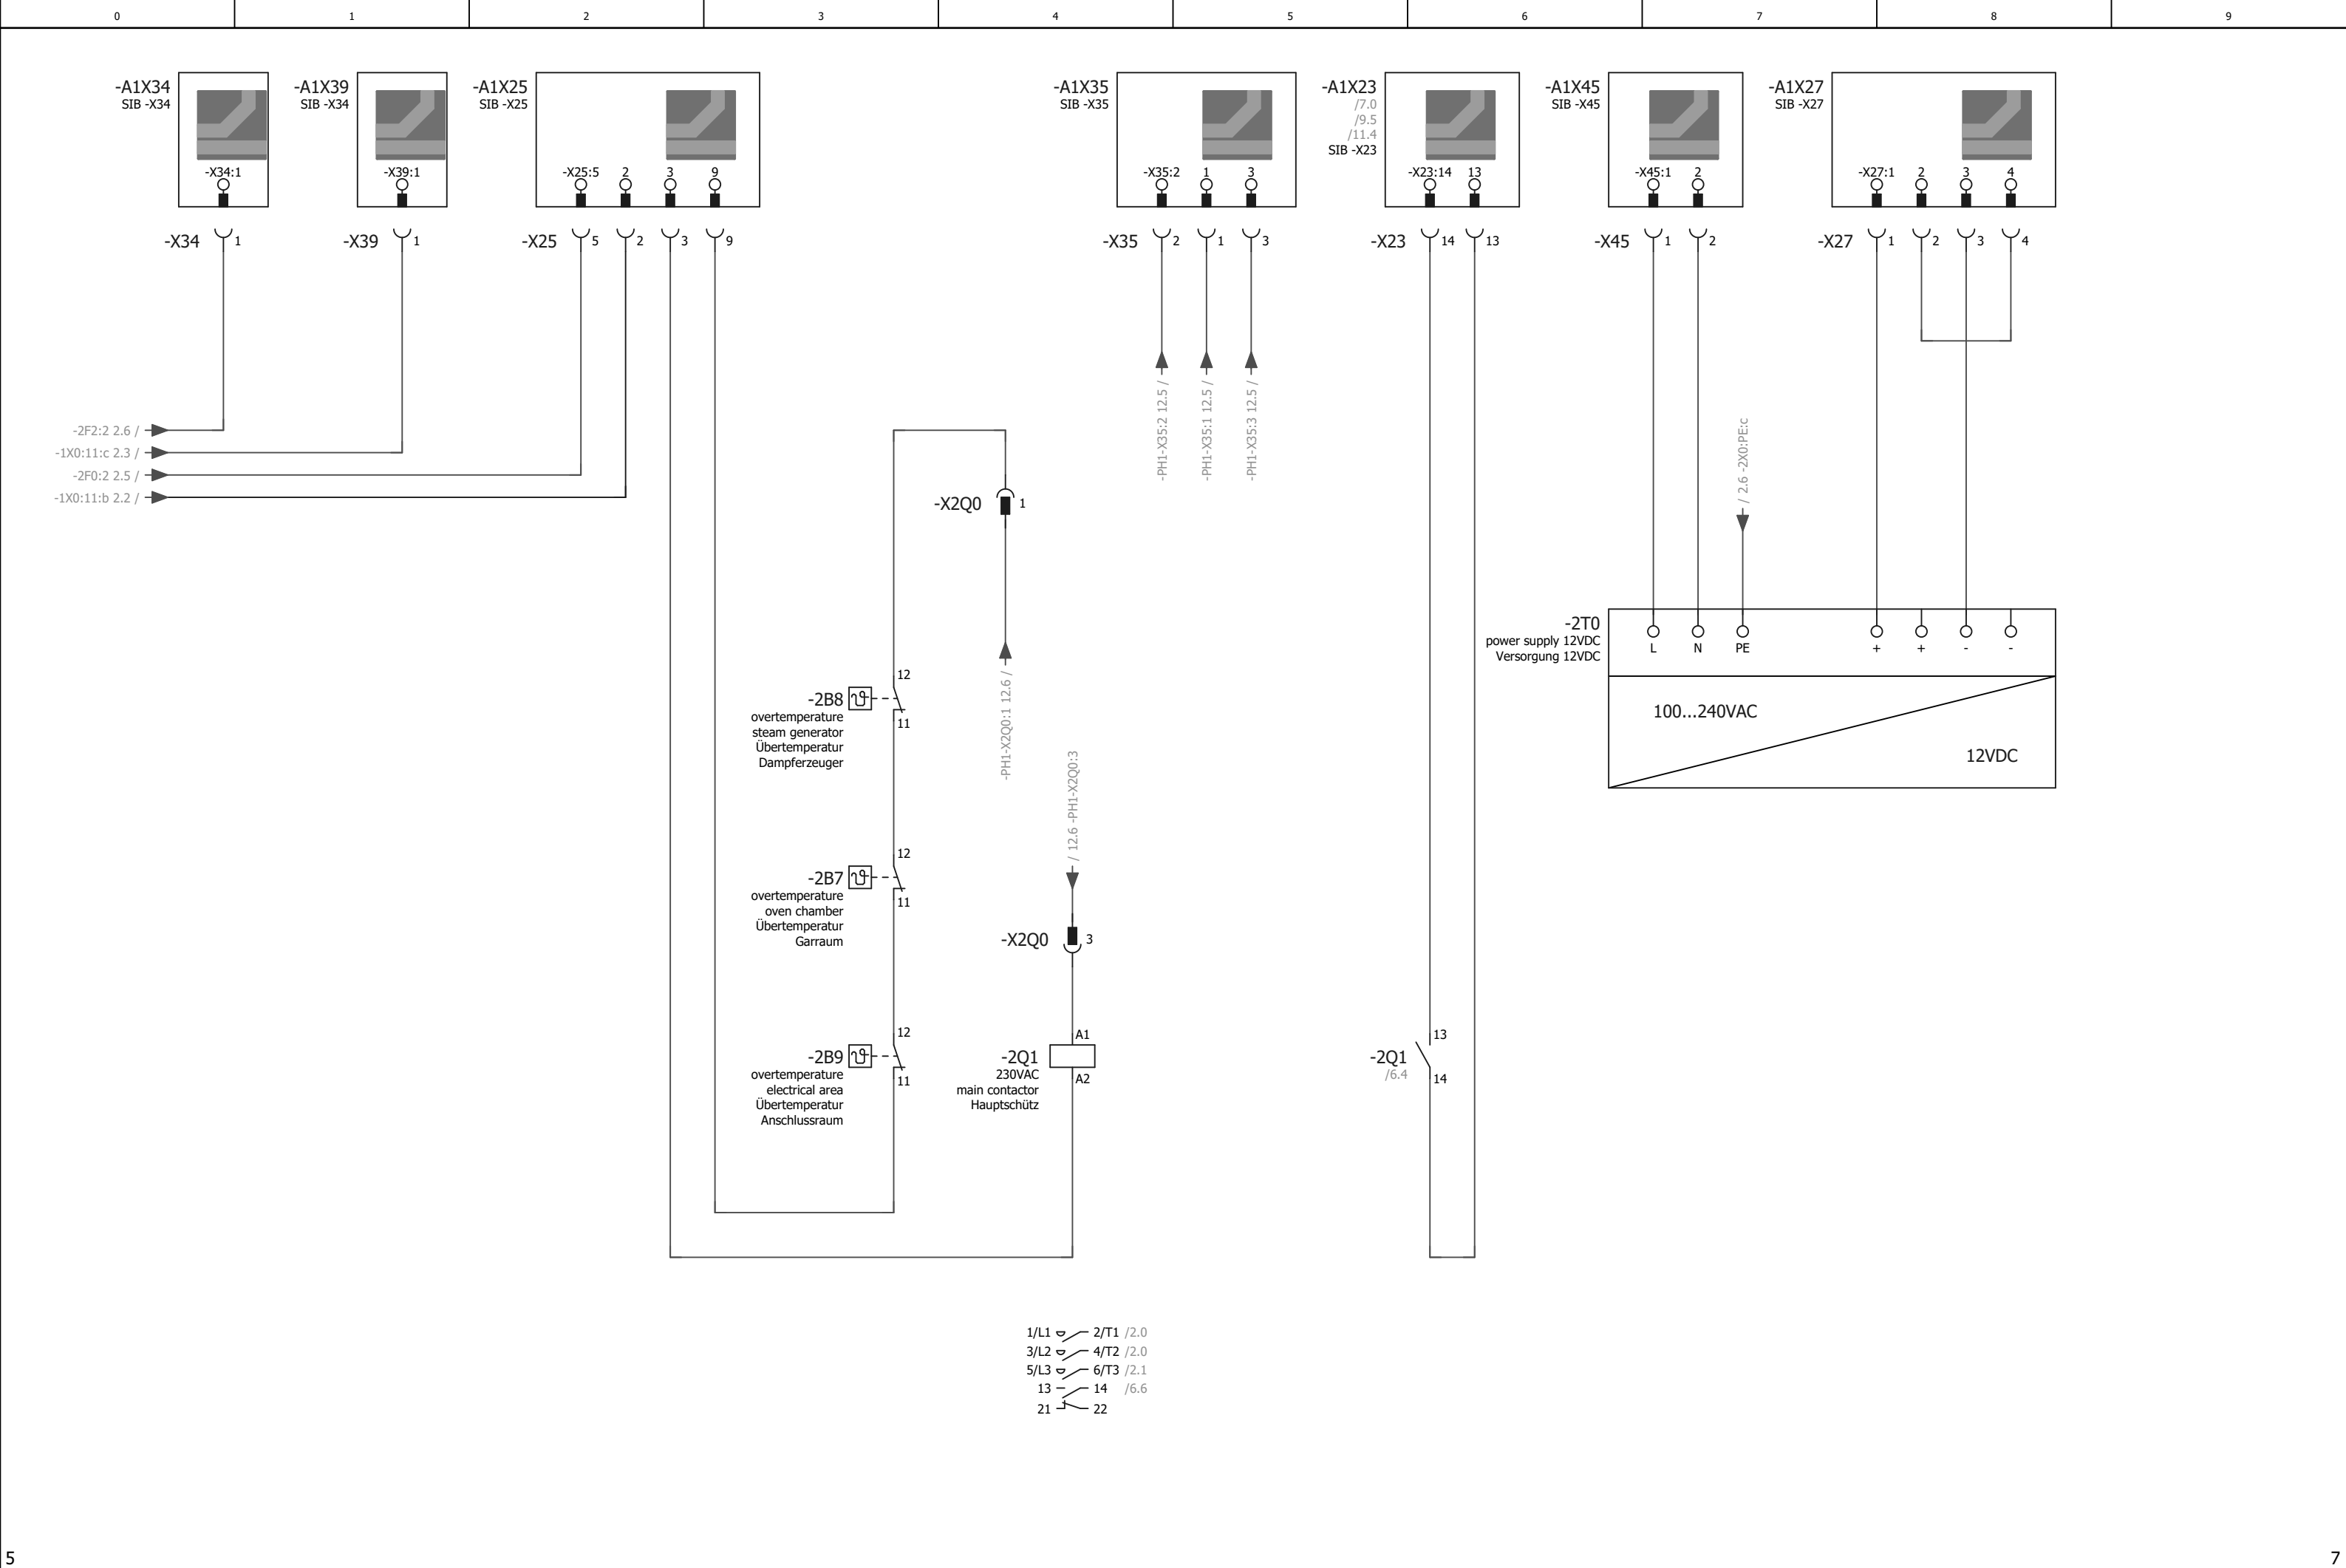 0 1 2 3 4 5 6 7 8 9
-A1X34
SIB -X34
-X34:1
-X34 1
-A1X39
SIB -X34
-X39:1
-X39 1
-A1X25
SIB -X25
-X25:5 2 3 9
-X25 5 2 3 9
-A1X35
SIB -X35
-X35:2 1 3
-X35 2 1 3
-A1X23
/7.0
/9.5
/11.4
SIB -X23
-X23:14 13
-X23 14 13
-A1X45
SIB -X45
-X45:1 2
-X45 1 2
-A1X27
SIB -X27
-X27:1 2 3 4
-X27 1 2 3 4
-2F2:2 2.6 /
-1X0:11:c 2.3 /
-2F0:2 2.5 /
-1X0:11:b 2.2 /
-PH1-X35:2 12.5 /
-PH1-X35:1 12.5 /
-PH1-X35:3 12.5 /
/ 2.6 -2X0:PE:c
-X2Q0 1
-PH1-X2Q0:1 12.6 /
-2T0
power supply 12VDC
Versorgung 12VDC
L N PE + + - -
100...240VAC
12VDC
12
-2B8
11
overtemperature
steam generator
Übertemperatur
Dampferzeuger
/ 12.6 -PH1-X2Q0:3
12
-2B7
11
overtemperature
oven chamber
Übertemperatur
Garraum
-X2Q0 3
12
-2B9
11
overtemperature
electrical area
Übertemperatur
Anschlussraum
A1
-2Q1
A2
230VAC
main contactor
Hauptschütz
13
-2Q1
/6.4
14
1/L1 2/T1 /2.0
3/L2 4/T2 /2.0
5/L3 6/T3 /2.1
13 14 /6.6
21 22
5 7